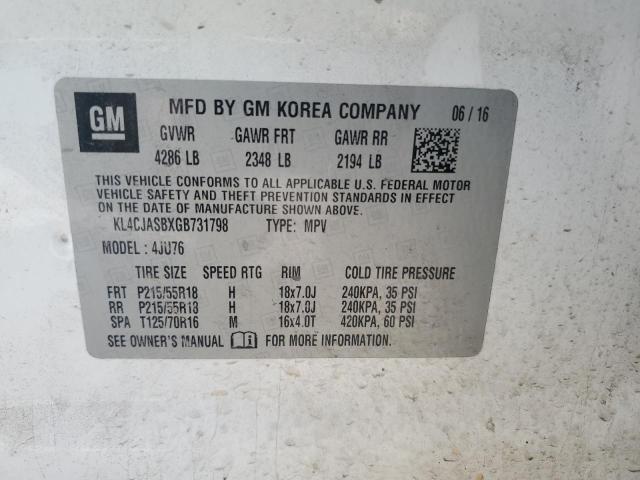 GM MFD BY GM KOREA COMPANY 06/16
GVWR GAWR FRT GAWR RR
4286 LB 2348 LB 2194 LB
THIS VEHICLE CONFORMS TO ALL APPLICABLE U.S. FEDERAL MOTOR
VEHICLE SAFETY AND THEFT PREVENTION STANDARDS IN EFFECT
ON THE DATE OF MANUFACTURE SHOWN ABOVE.
KL4CJASBXGB731798 TYPE: MPV
MODEL: 4JU76
TIRE SIZE SPEED RTG RIM COLD TIRE PRESSURE
FRT P215/55R18 H 18x7.0J 240KPA, 35 PSI
RR P215/55R18 H 18x7.0J 240KPA, 35 PSI
SPA T125/70R16 M 16x4.0T 420KPA, 60 PSI
SEE OWNER'S MANUAL FOR MORE INFORMATION.